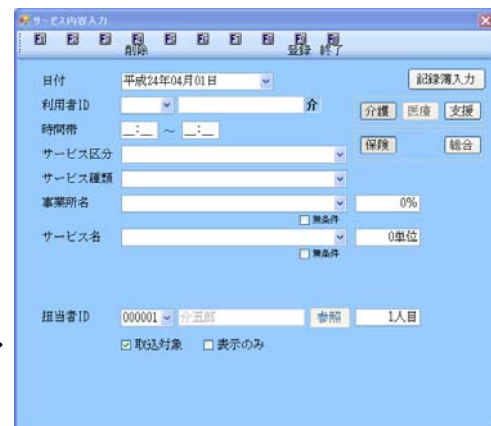 サービス内容入力
削除 登録 終了
日付 平成24年04月01日 記録簿入力
利用者ID 介 介護 医療 支援
時間帯 __:__ ~ __:__
サービス区分 保険 総合
サービス種類
事業所名 0%
無条件
サービス名 0単位
無条件
担当者ID 000001 介五郎 参照 1人目
取込対象 表示のみ